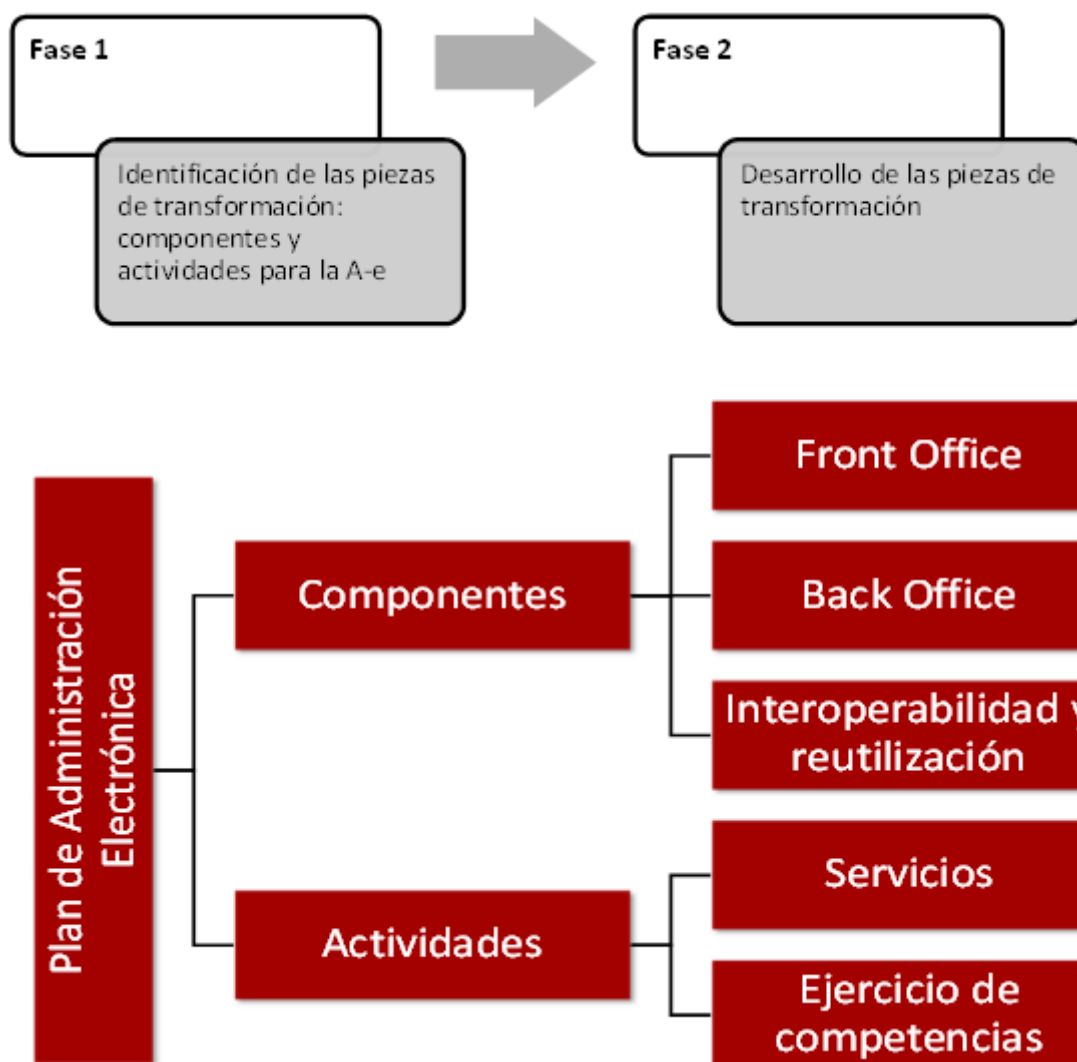 Fase 1
Identificación de las piezas
de transformación:
componentes y
actividades para la A-e
Fase 2
Desarrollo de las piezas de
transformación
Plan de Administración
Electrónica
Componentes
Front Office
Back Office
Interoperabilidad y
reutilización
Actividades
Servicios
Ejercicio de
competencias